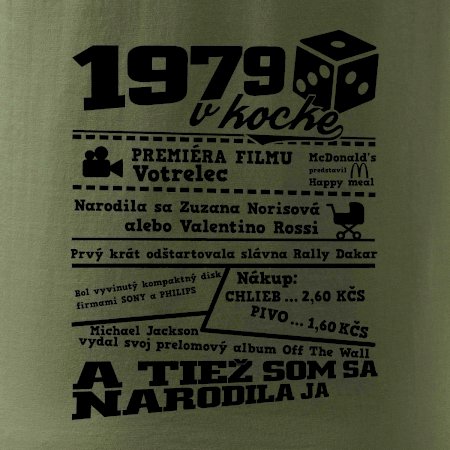 1979
v kocke
PREMIÉRA FILMU
Votrelec
McDonald's
predstavil
Happy meal
Narodila sa Zuzana Norisová
alebo Valentino Rossi
Prvý krát odštartovala slávna Rally Dakar
Bol vyvinutý kompaktný disk
firmami SONY a PHILIPS
Nákup:
CHLIEB ... 2,60 KČS
PIVO ... 1,60 KČS
Michael Jackson
vydal svoj prelomový album Off The Wall
A TIEŽ SOM SA
NARODILA JA